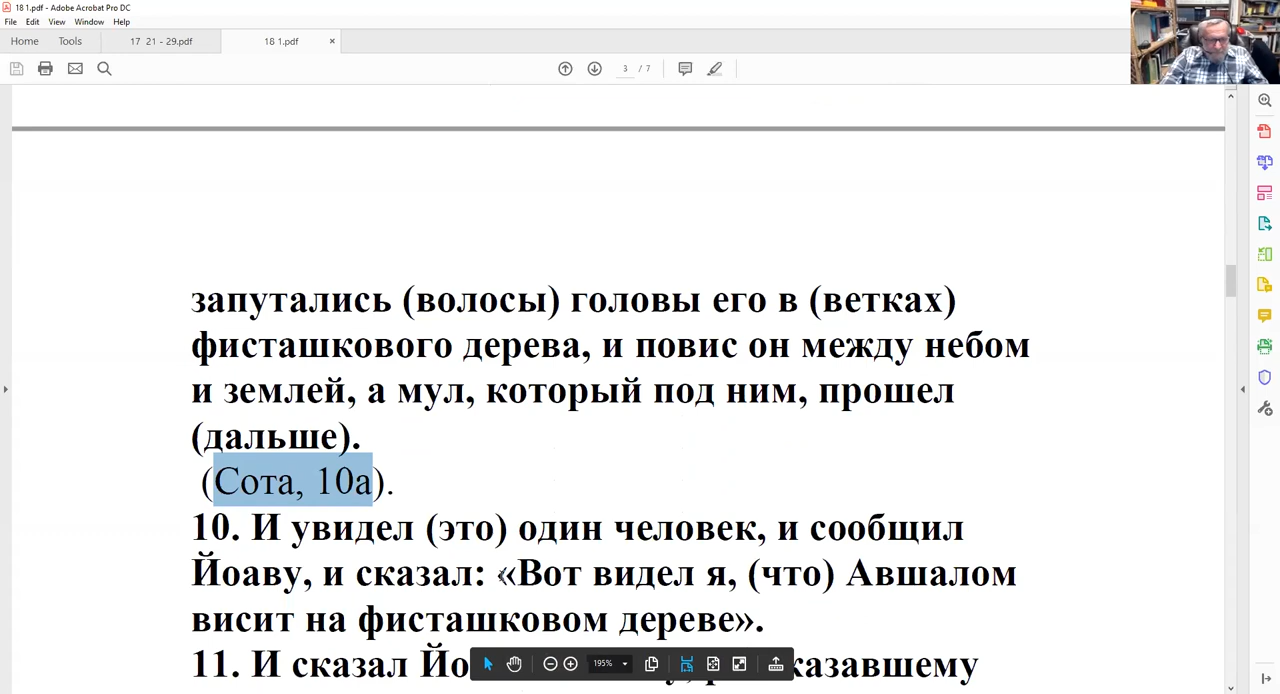 18 1.pdf - Adobe Acrobat Pro DC
File Edit View Window Help
Home Tools 17 21 - 29.pdf 18 1.pdf ×
3 / 7
запутались (волосы) головы его в (ветках)
фисташкового дерева, и повис он между небом
и землей, а мул, который под ним, прошел
(дальше).
(Сота, 10а).
10. И увидел (это) один человек, и сообщил
Йоаву, и сказал: «Вот видел я, (что) Авшалом
висит на фисташковом дереве».
11. И сказал Йо
казавшему
195%